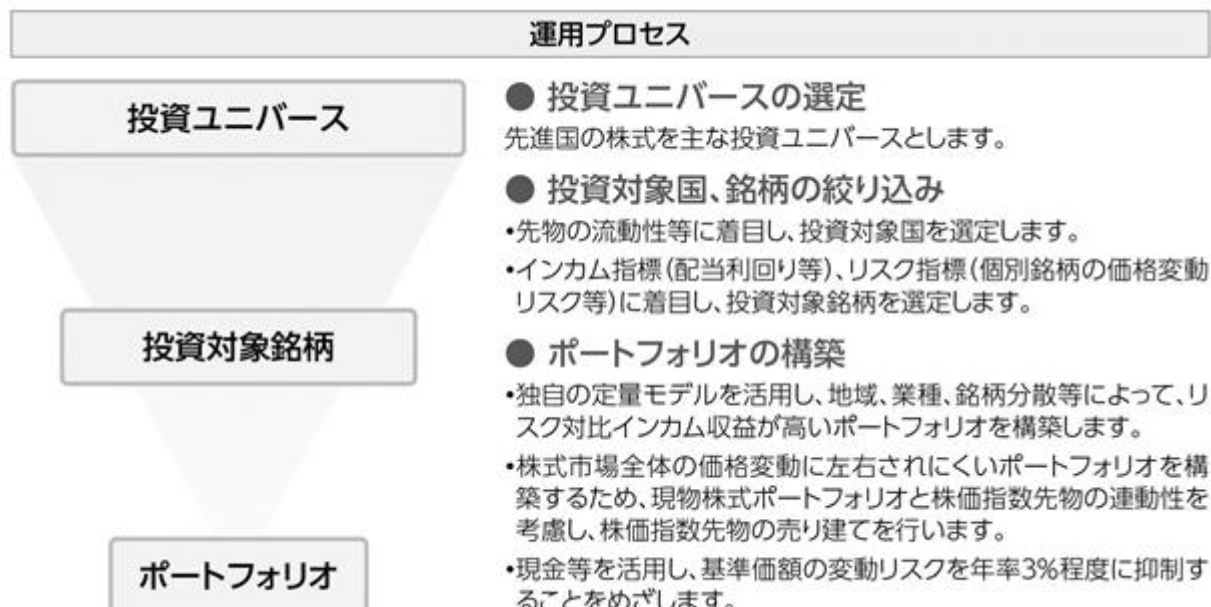 運用プロセス
投資ユニバース
● 投資ユニバースの選定
先進国の株式を主な投資ユニバースとします。
● 投資対象国、銘柄の絞り込み
•先物の流動性等に着目し、投資対象国を選定します。
•インカム指標(配当利回り等)、リスク指標(個別銘柄の価格変動
リスク等)に着目し、投資対象銘柄を選定します。
投資対象銘柄
● ポートフォリオの構築
•独自の定量モデルを活用し、地域、業種、銘柄分散等によって、リ
スク対比インカム収益が高いポートフォリオを構築します。
•株式市場全体の価格変動に左右されにくいポートフォリオを構
築するため、現物株式ポートフォリオと株価指数先物の連動性を
考慮し、株価指数先物の売り建てを行います。
ポートフォリオ
•現金等を活用し、基準価額の変動リスクを年率3%程度に抑制す
ることをめざします。